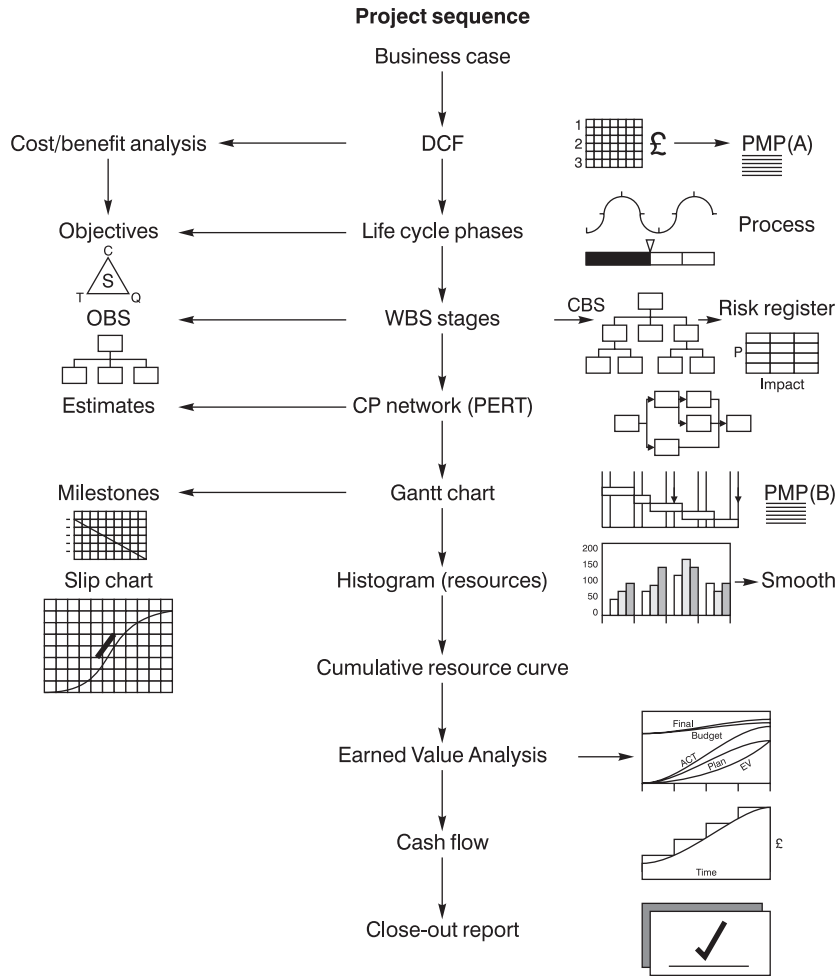 Project sequence
Business case
Cost/benefit analysis
DCF
1
2
3
£
PMP(A)
Objectives
Life cycle phases
Process
C
S
T
Q
OBS
WBS stages
CBS
Risk register
P
Impact
Estimates
CP network (PERT)
Milestones
Gantt chart
PMP(B)
Slip chart
Histogram (resources)
200
150
100
50
0
Smooth
Cumulative resource curve
Earned Value Analysis
Final
Budget
ACT
Plan
EV
Cash flow
£
Time
Close-out report